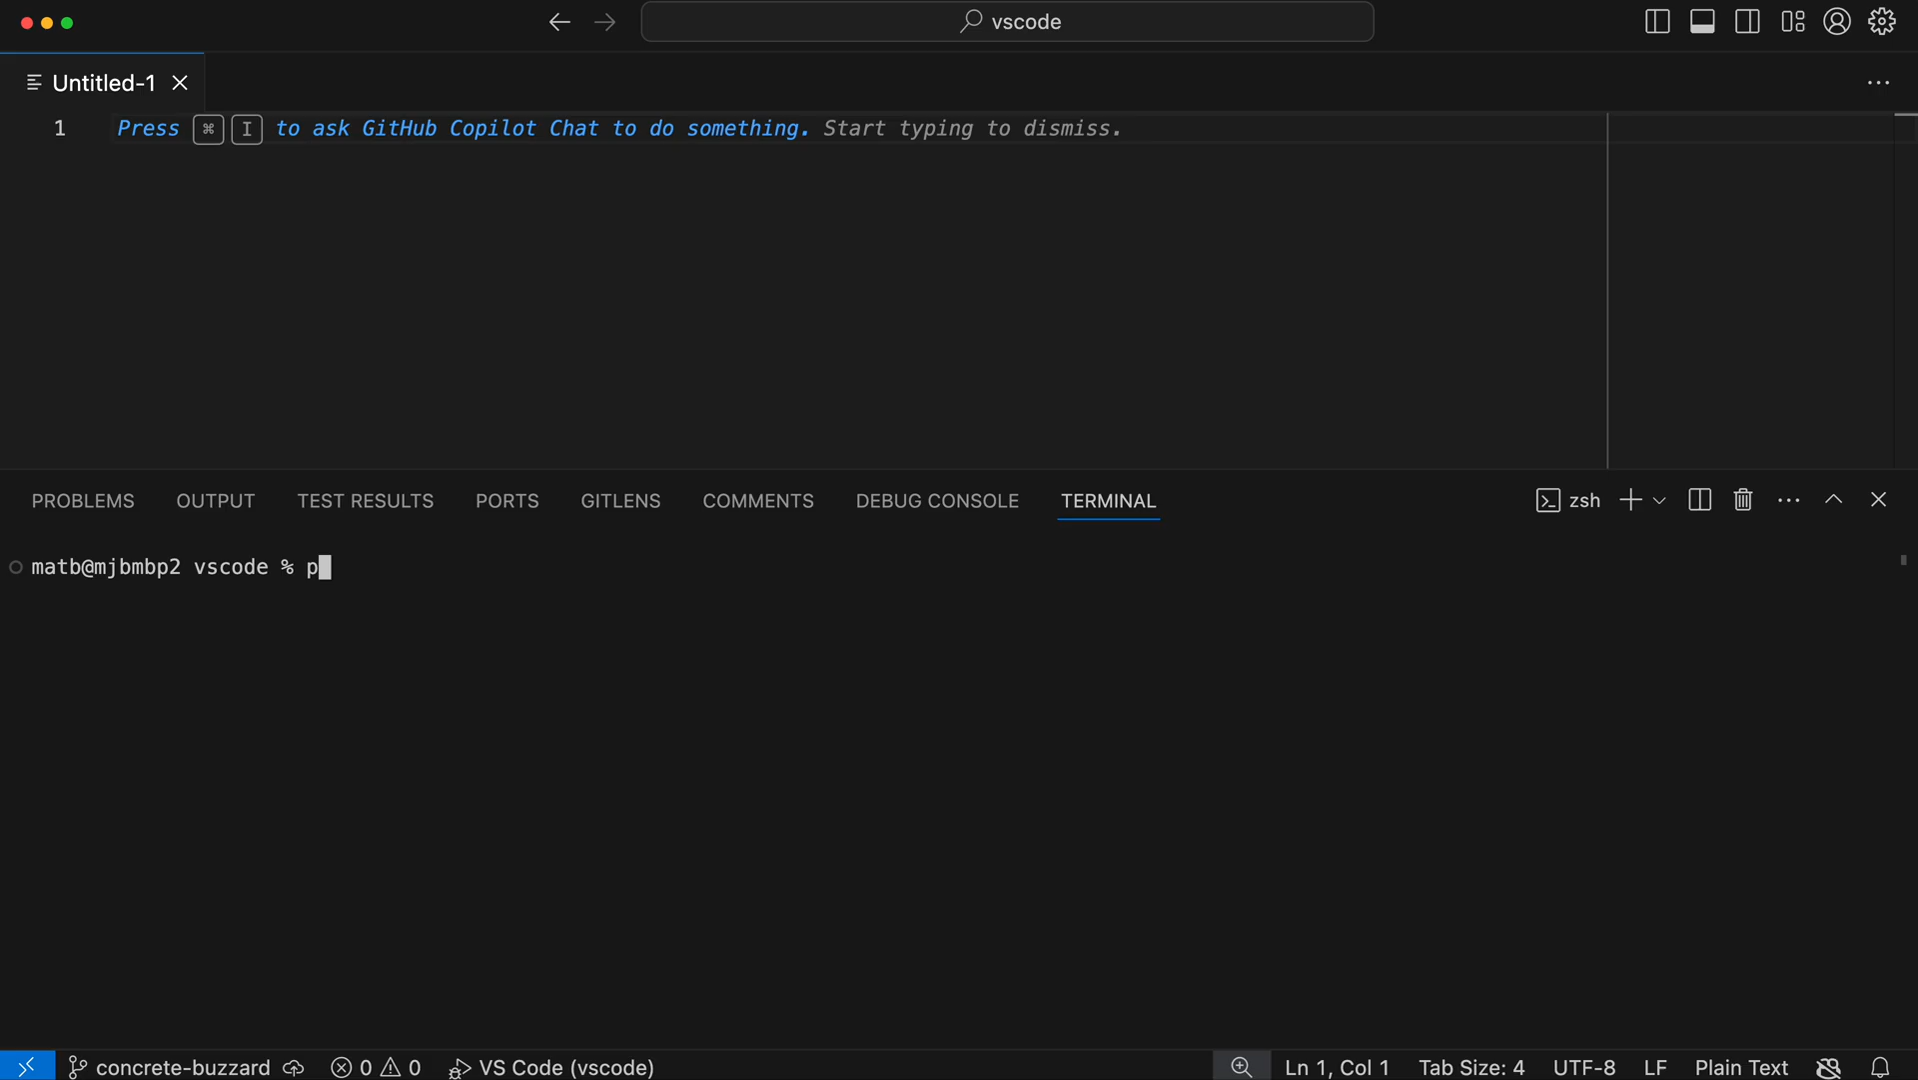 vscode
Untitled-1
1 Press ⌘ I to ask GitHub Copilot Chat to do something. Start typing to dismiss.
PROBLEMS OUTPUT TEST RESULTS PORTS GITLENS COMMENTS DEBUG CONSOLE TERMINAL zsh
matb@mjbmbp2 vscode % p
concrete-buzzard 0 0 VS Code (vscode) Ln 1, Col 1 Tab Size: 4 UTF-8 LF Plain Text